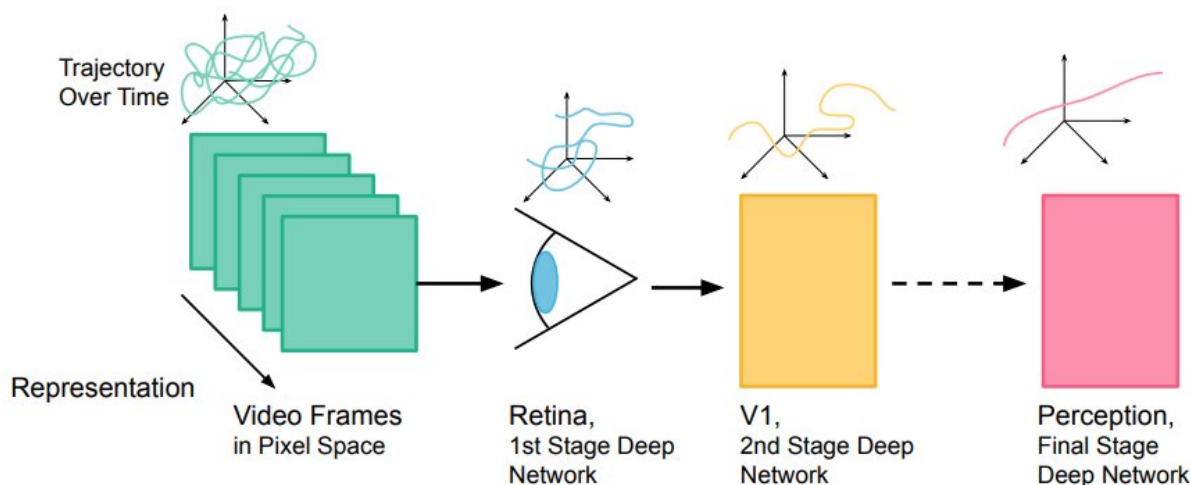 Trajectory
Over Time
Representation
Video Frames
in Pixel Space
Retina,
1st Stage Deep
Network
V1,
2nd Stage Deep
Network
Perception,
Final Stage
Deep Network